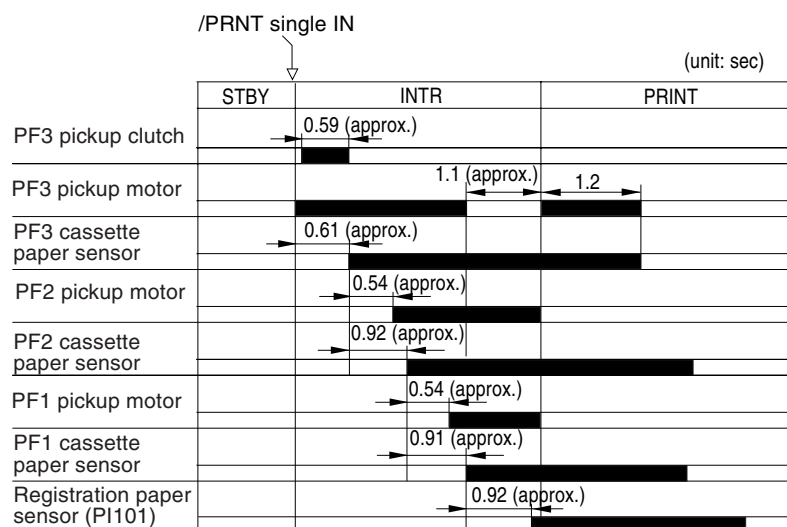 /PRNT single IN
(unit: sec)
STBY INTR PRINT
0.59 (approx.)
PF3 pickup clutch
1.1 (approx.) 1.2
PF3 pickup motor
PF3 cassette
paper sensor
0.61 (approx.)
0.54 (approx.)
PF2 pickup motor
0.92 (approx.)
PF2 cassette
paper sensor
0.54 (approx.)
PF1 pickup motor
0.91 (approx.)
PF1 cassette
paper sensor
Registration paper
sensor (PI101)
0.92 (approx.)